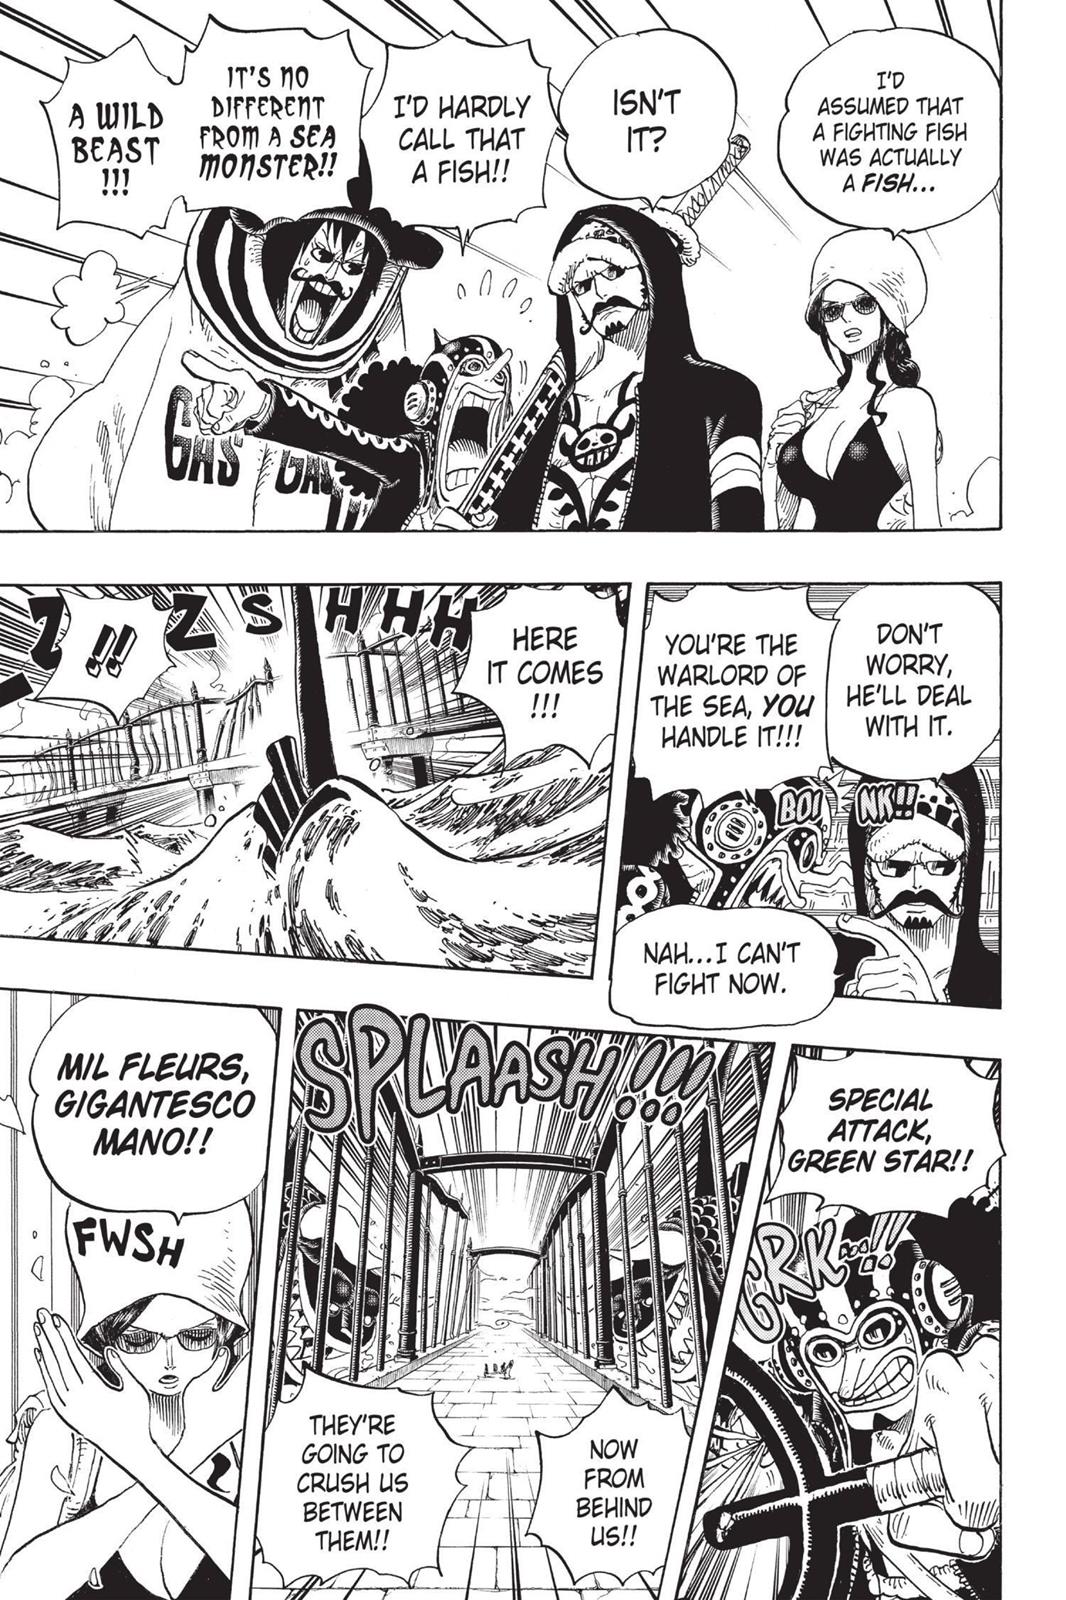 I'D
ASSUMED THAT
A FIGHTING FISH
WAS ACTUALLY
A FISH...
ISN'T
IT?
I'D HARDLY
CALL THAT
A FISH!!
IT'S NO
DIFFERENT
FROM A SEA
MONSTER!!
A WILD
BEAST
!!!
GAS
GAS
DON'T
WORRY,
HE'LL DEAL
WITH IT.
YOU'RE THE
WARLORD OF
THE SEA, YOU
HANDLE IT!!!
BOINK!!
NAH...I CAN'T
FIGHT NOW.
HERE
IT COMES
!!!
ZZSHHHH
!!
SPECIAL
ATTACK,
GREEN STAR!!
GRK...!!
SPLAASH!!!
NOW
FROM
BEHIND
US!!
THEY'RE
GOING TO
CRUSH US
BETWEEN
THEM!!
MIL FLEURS,
GIGANTESCO
MANO!!
FWSH